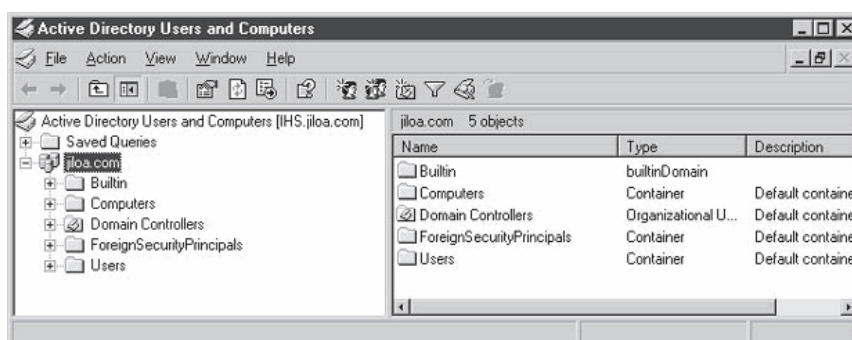 Active Directory Users and Computers
File Action View Window Help
Active Directory Users and Computers [IHS.jiloa.com]
Saved Queries
jiloa.com
Builtin
Computers
Domain Controllers
ForeignSecurityPrincipals
Users
jiloa.com 5 objects
Name Type Description
Builtin builtinDomain
Computers Container Default containe
Domain Controllers Organizational U... Default containe
ForeignSecurityPrincipals Container Default containe
Users Container Default containe